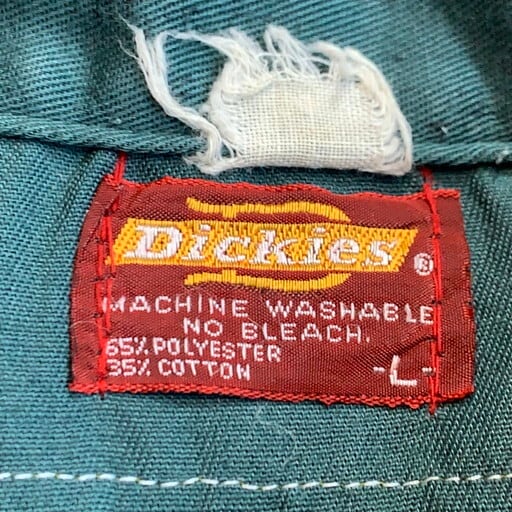 Dickies®
MACHINE WASHABLE
NO BLEACH.
65% POLYESTER
35% COTTON
-L-